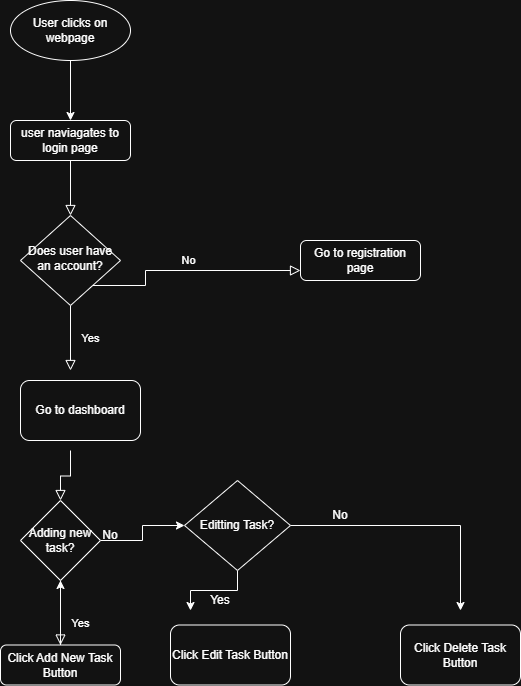 User clicks on
webpage
user naviagates to
login page
Does user have
an account?
No
Go to registration
page
Yes
Go to dashboard
Adding new
task?
No
Editting Task?
No
Yes
Yes
Click Add New Task
Button
Click Edit Task Button
Click Delete Task
Button